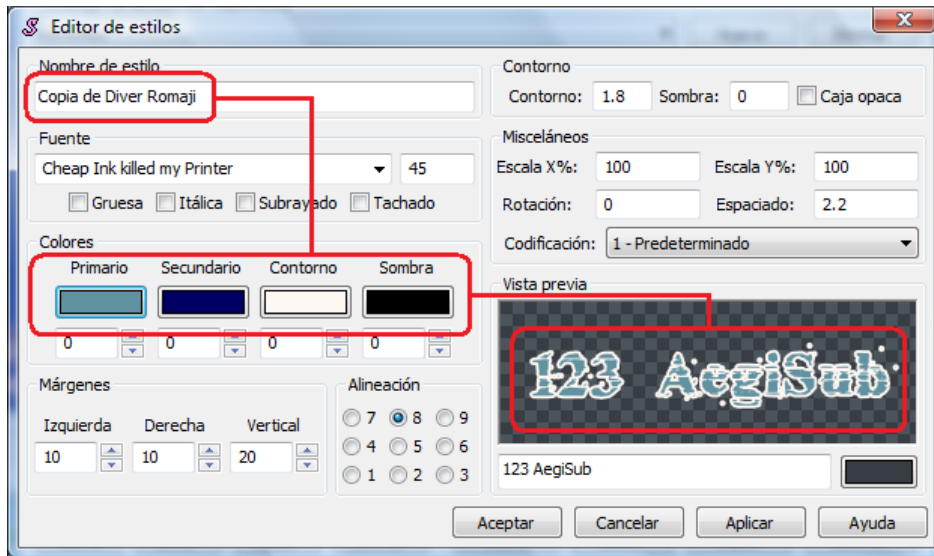 Editor de estilos
Nombre de estilo
Copia de Diver Romaji
Fuente
Cheap Ink killed my Printer 45
Gruesa Itálica Subrayado Tachado
Colores
Primario Secundario Contorno Sombra
0 0 0 0
Márgenes
Izquierda Derecha Vertical
10 10 20
Alineación
7 8 9
4 5 6
1 2 3
Contorno
Contorno: 1.8 Sombra: 0 Caja opaca
Misceláneos
Escala X%: 100 Escala Y%: 100
Rotación: 0 Espaciado: 2.2
Codificación: 1 - Predeterminado
Vista previa
123 AegiSub
123 AegiSub
Aceptar Cancelar Aplicar Ayuda